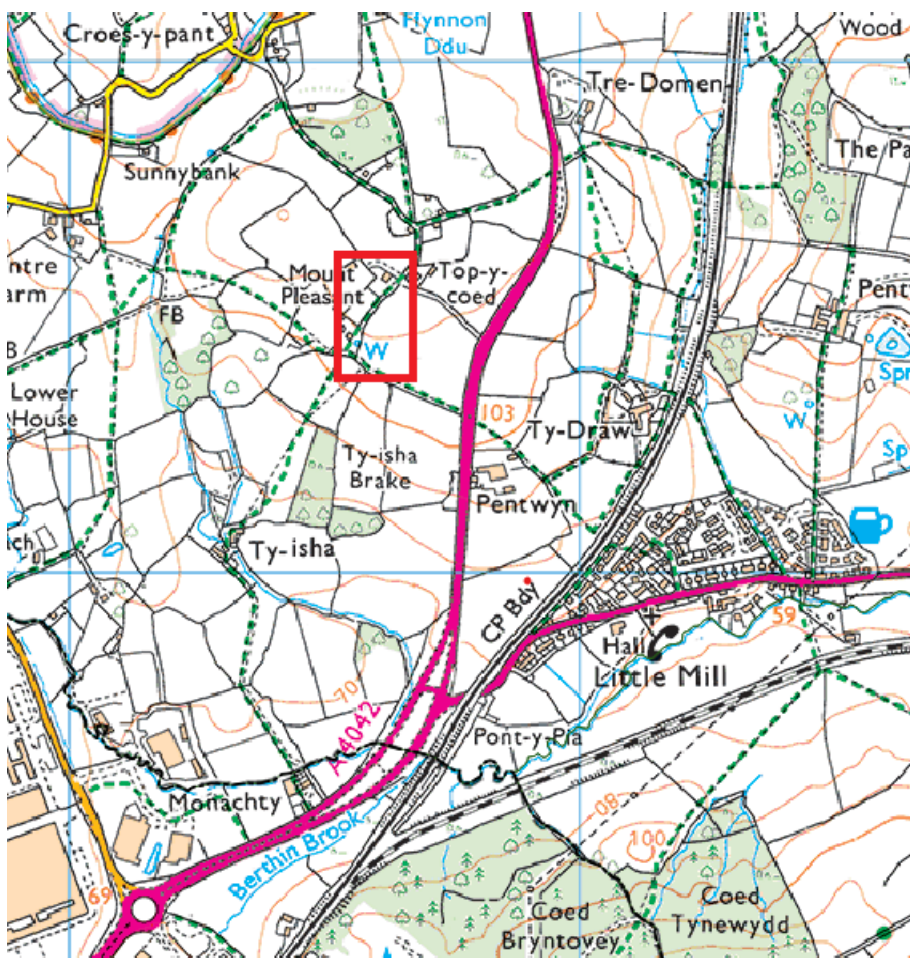 Croes-y-pant
Ffynnon
Ddu
Wood
Tre-Domen
The Pa
Sunnybank
ntre
arm
Mount
Pleasant
Top-y-
coed
Pent
FB
W
B
Spr
Lower
House
103
Ty-Draw
W
Ty-isha
Brake
Sp
Pentwyn
ch
Ty-isha
CP Bdy
59
Hall
Little Mill
70
A4042
Pont-y-Pia
Monachty
80
Berthin Brook
100
69
Coed
Tynewydd
Coed
Bryntovey